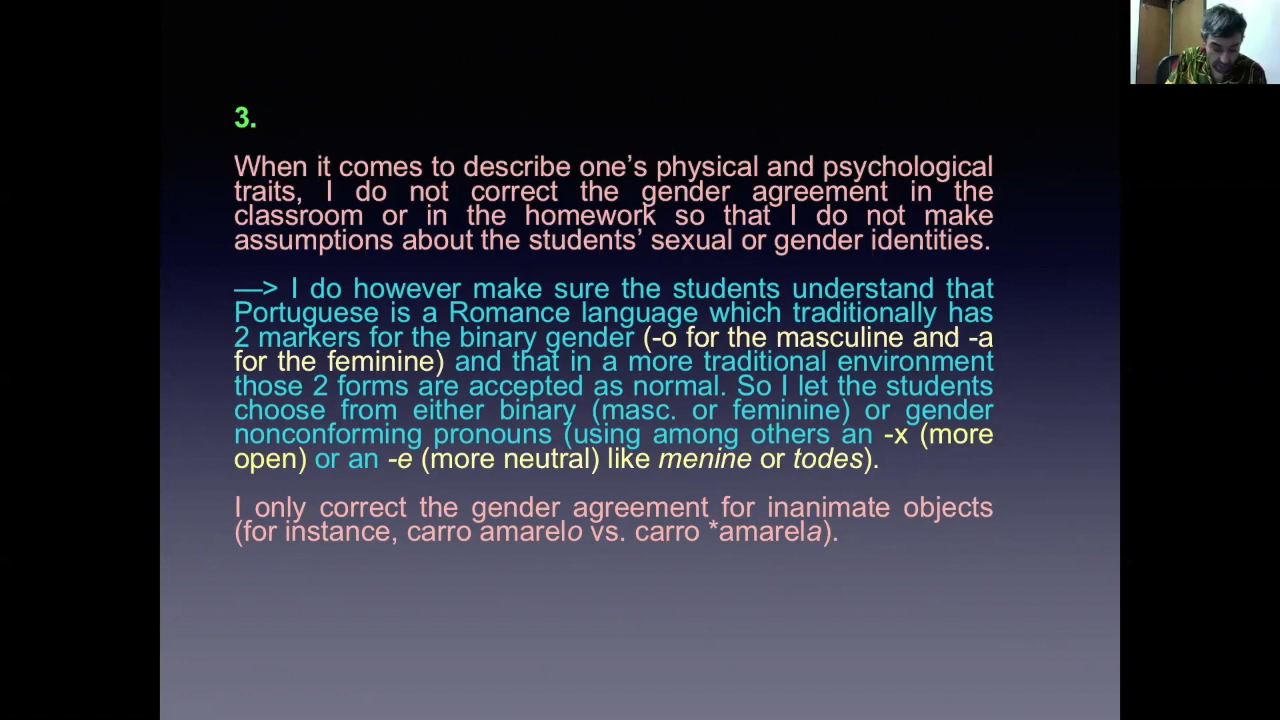 3.
When it comes to describe one’s physical and psychological
traits, I do not correct the gender agreement in the
classroom or in the homework so that I do not make
assumptions about the students’ sexual or gender identities.
—> I do however make sure the students understand that
Portuguese is a Romance language which traditionally has
2 markers for the binary gender (-o for the masculine and -a
for the feminine) and that in a more traditional environment
those 2 forms are accepted as normal. So I let the students
choose from either binary (masc. or feminine) or gender
nonconforming pronouns (using among others an -x (more
open) or an -e (more neutral) like menine or todes).
I only correct the gender agreement for inanimate objects
(for instance, carro amarelo vs. carro *amarela).